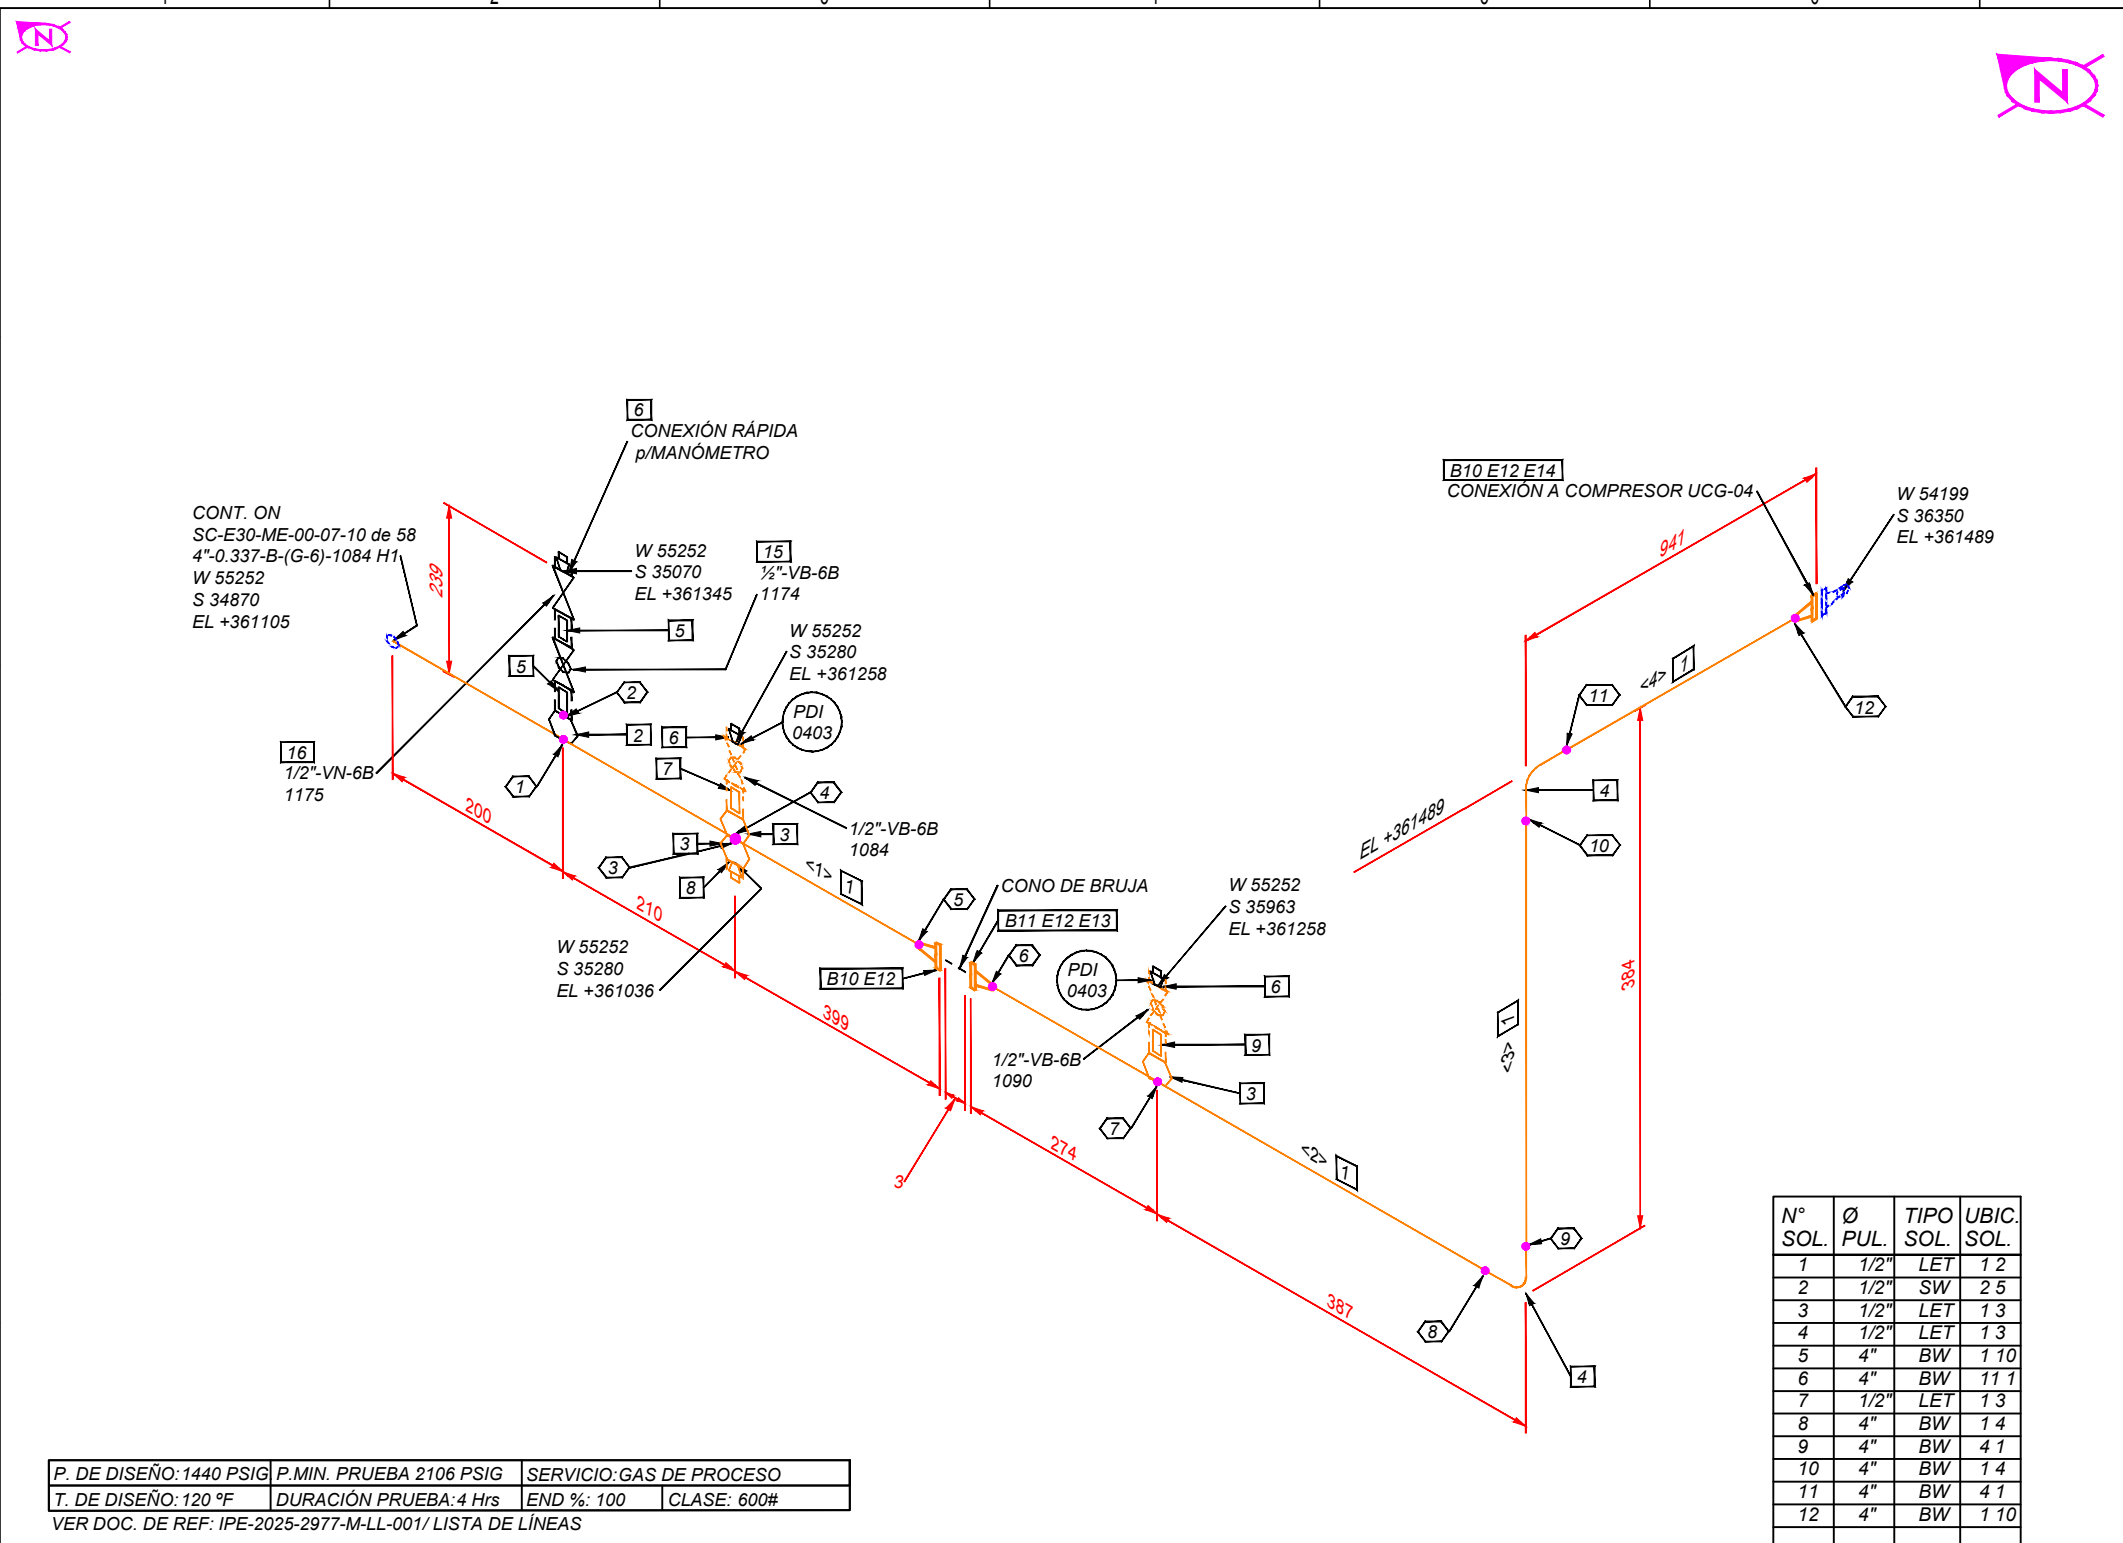 N
N
6
CONEXIÓN RÁPIDA
p/MANÓMETRO
CONT. ON
SC-E30-ME-00-07-10 de 58
4"-0.337-B-(G-6)-1084 H1
W 55252
S 34870
EL +361105
239
W 55252
S 35070
EL +361345
15
½"-VB-6B
1174
5
5
2
2
W 55252
S 35280
EL +361258
PDI
0403
6
7
16
1/2"-VN-6B
1175
1
4
1/2"-VB-6B
1084
3
3
3
8
200
210
W 55252
S 35280
EL +361036
<1> 1
5
CONO DE BRUJA
B11 E12 E13
B10 E12
6
399
3
274
W 55252
S 35963
EL +361258
PDI
0403
6
1/2"-VB-6B
1090
9
3
7
<2> 1
387
8
4
9
<3> 1
384
EL +361489
10
4
11
<4> 1
12
941
B10 E12 E14
CONEXIÓN A COMPRESOR UCG-04
W 54199
S 36350
EL +361489
N° SOL. Ø PUL. TIPO SOL. UBIC. SOL.
1 1/2" LET 1 2
2 1/2" SW 2 5
3 1/2" LET 1 3
4 1/2" LET 1 3
5 4" BW 1 10
6 4" BW 11 1
7 1/2" LET 1 3
8 4" BW 1 4
9 4" BW 4 1
10 4" BW 1 4
11 4" BW 4 1
12 4" BW 1 10
P. DE DISEÑO: 1440 PSIG P.MIN. PRUEBA 2106 PSIG SERVICIO: GAS DE PROCESO
T. DE DISEÑO: 120 ºF DURACIÓN PRUEBA: 4 Hrs END %: 100 CLASE: 600#
VER DOC. DE REF: IPE-2025-2977-M-LL-001/ LISTA DE LÍNEAS